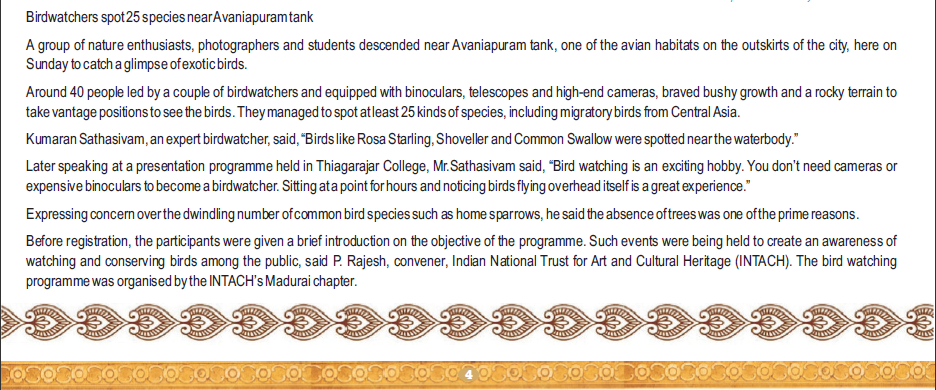 Birdwatchers spot 25 species near Avaniapuram tank
A group of nature enthusiasts, photographers and students descended near Avaniapuram tank, one of the avian habitats on the outskirts of the city, here on
Sunday to catch a glimpse of exotic birds.
Around 40 people led by a couple of birdwatchers and equipped with binoculars, telescopes and high-end cameras, braved bushy growth and a rocky terrain to
take vantage positions to see the birds. They managed to spot at least 25 kinds of species, including migratory birds from Central Asia.
Kumaran Sathasivam, an expert birdwatcher, said, “Birds like Rosa Starling, Shoveller and Common Swallow were spotted near the waterbody.”
Later speaking at a presentation programme held in Thiagarajar College, Mr.Sathasivam said, “Bird watching is an exciting hobby. You don’t need cameras or
expensive binoculars to become a birdwatcher. Sitting at a point for hours and noticing birds flying overhead itself is a great experience.”
Expressing concern over the dwindling number of common bird species such as home sparrows, he said the absence of trees was one of the prime reasons.
Before registration, the participants were given a brief introduction on the objective of the programme. Such events were being held to create an awareness of
watching and conserving birds among the public, said P. Rajesh, convener, Indian National Trust for Art and Cultural Heritage (INTACH). The bird watching
programme was organised by the INTACH’s Madurai chapter.
4